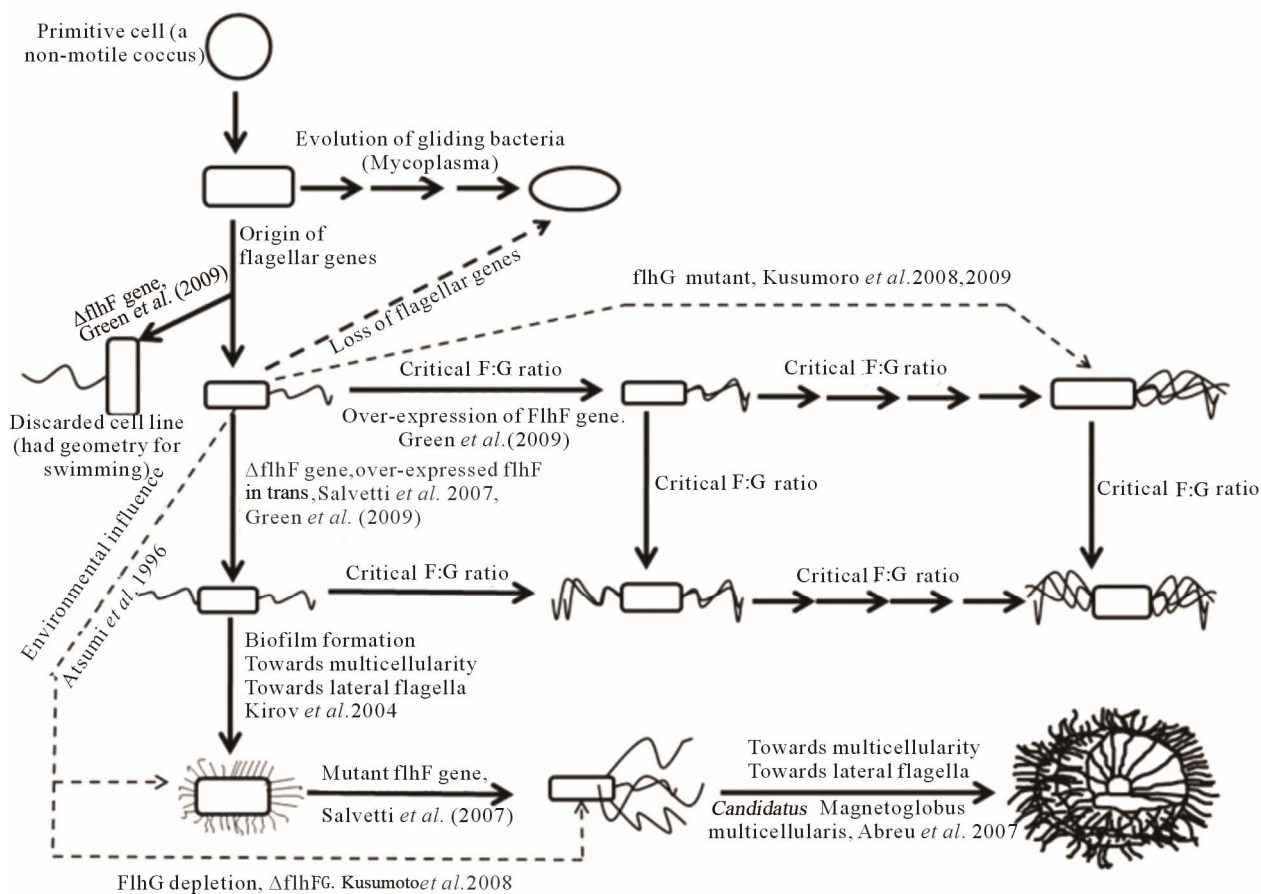 Primitive cell (a
non-motile coccus)
Evolution of gliding bacteria
(Mycoplasma)
Origin of
flagellar genes
ΔflhF gene,
Green et al. (2009)
Loss of flagellar genes
flhG mutant, Kusumoro et al.2008,2009
Discarded cell line
(had geometry for
swimming)
Critical F:G ratio
Over-expression of FlhF gene.
Green et al.(2009)
Critical F:G ratio
ΔflhF gene,over-expressed flhF
in trans,Salvetti et al. 2007,
Green et al. (2009)
Critical F:G ratio
Critical F:G ratio
Environmental influence
Atsumi et al. 1996
Critical F:G ratio
Critical F:G ratio
Biofilm formation
Towards multicellularity
Towards lateral flagella
Kirov et al.2004
Mutant flhF gene,
Salvetti et al. (2007)
Towards multicellularity
Towards lateral flagella
Candidatus Magnetoglobus
multicellularis, Abreu et al. 2007
FlhG depletion, ΔflhFG. Kusumoto et al.2008